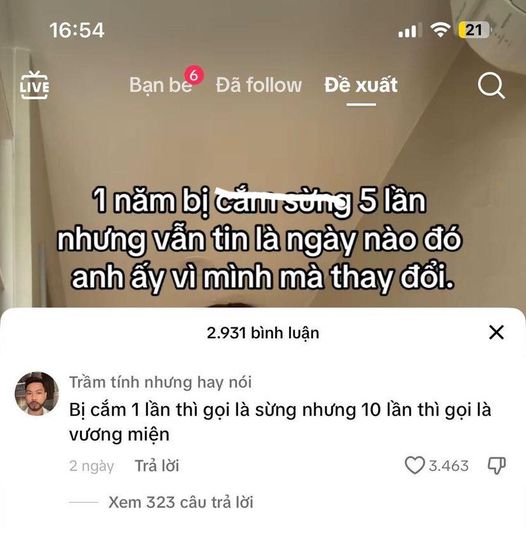 16:54
21
LIVE
Bạn bè
6
Đã follow
Đề xuất
1 năm bị cắm sừng 5 lần
nhưng vẫn tin là ngày nào đó
anh ấy vì mình mà thay đổi.
2.931 bình luận
Trầm tính nhưng hay nói
Bị cắm 1 lần thì gọi là sừng nhưng 10 lần thì gọi là
vương miện
2 ngày Trả lời
3.463
Xem 323 câu trả lời